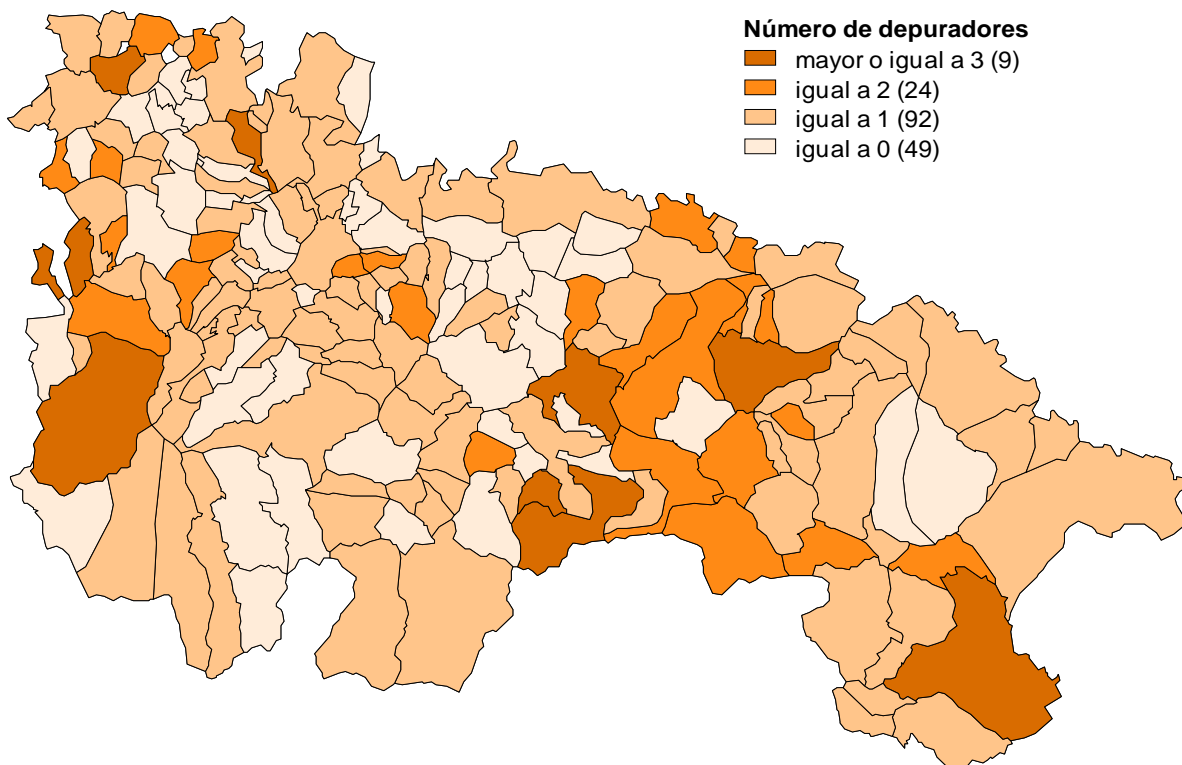 Número de depuradores
mayor o igual a 3 (9)
igual a 2 (24)
igual a 1 (92)
igual a 0 (49)